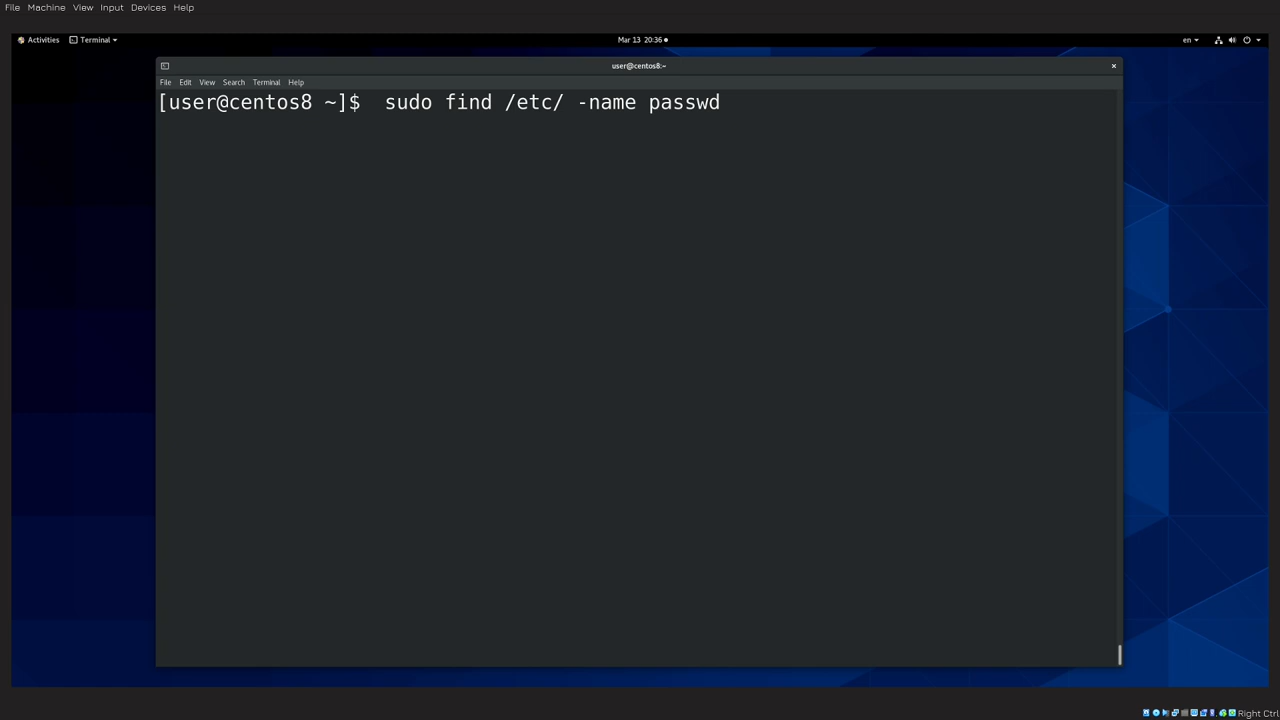 File Machine View Input Devices Help
Activities Terminal Mar 13 20:36 en
user@centos8:~
File Edit View Search Terminal Help
[user@centos8 ~]$  sudo find /etc/ -name passwd
Right Ctrl